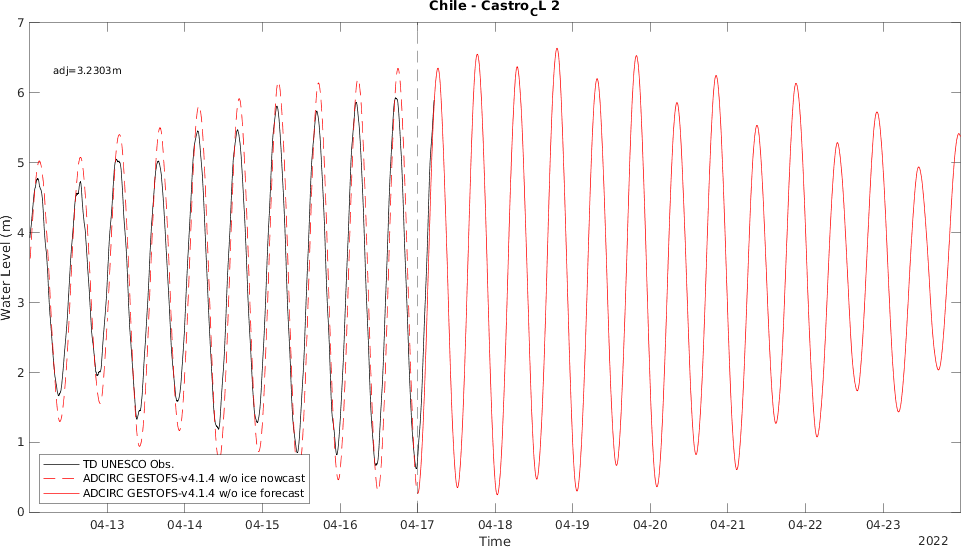 Chile - Castro_CL 2
7
adj=3.2303m
6
5
4
3
2
1
0
Water Level (m)
TD UNESCO Obs.
ADCIRC GESTOFS-v4.1.4 w/o ice nowcast
ADCIRC GESTOFS-v4.1.4 w/o ice forecast
04-13 04-14 04-15 04-16 04-17 04-18 04-19 04-20 04-21 04-22 04-23
Time
2022